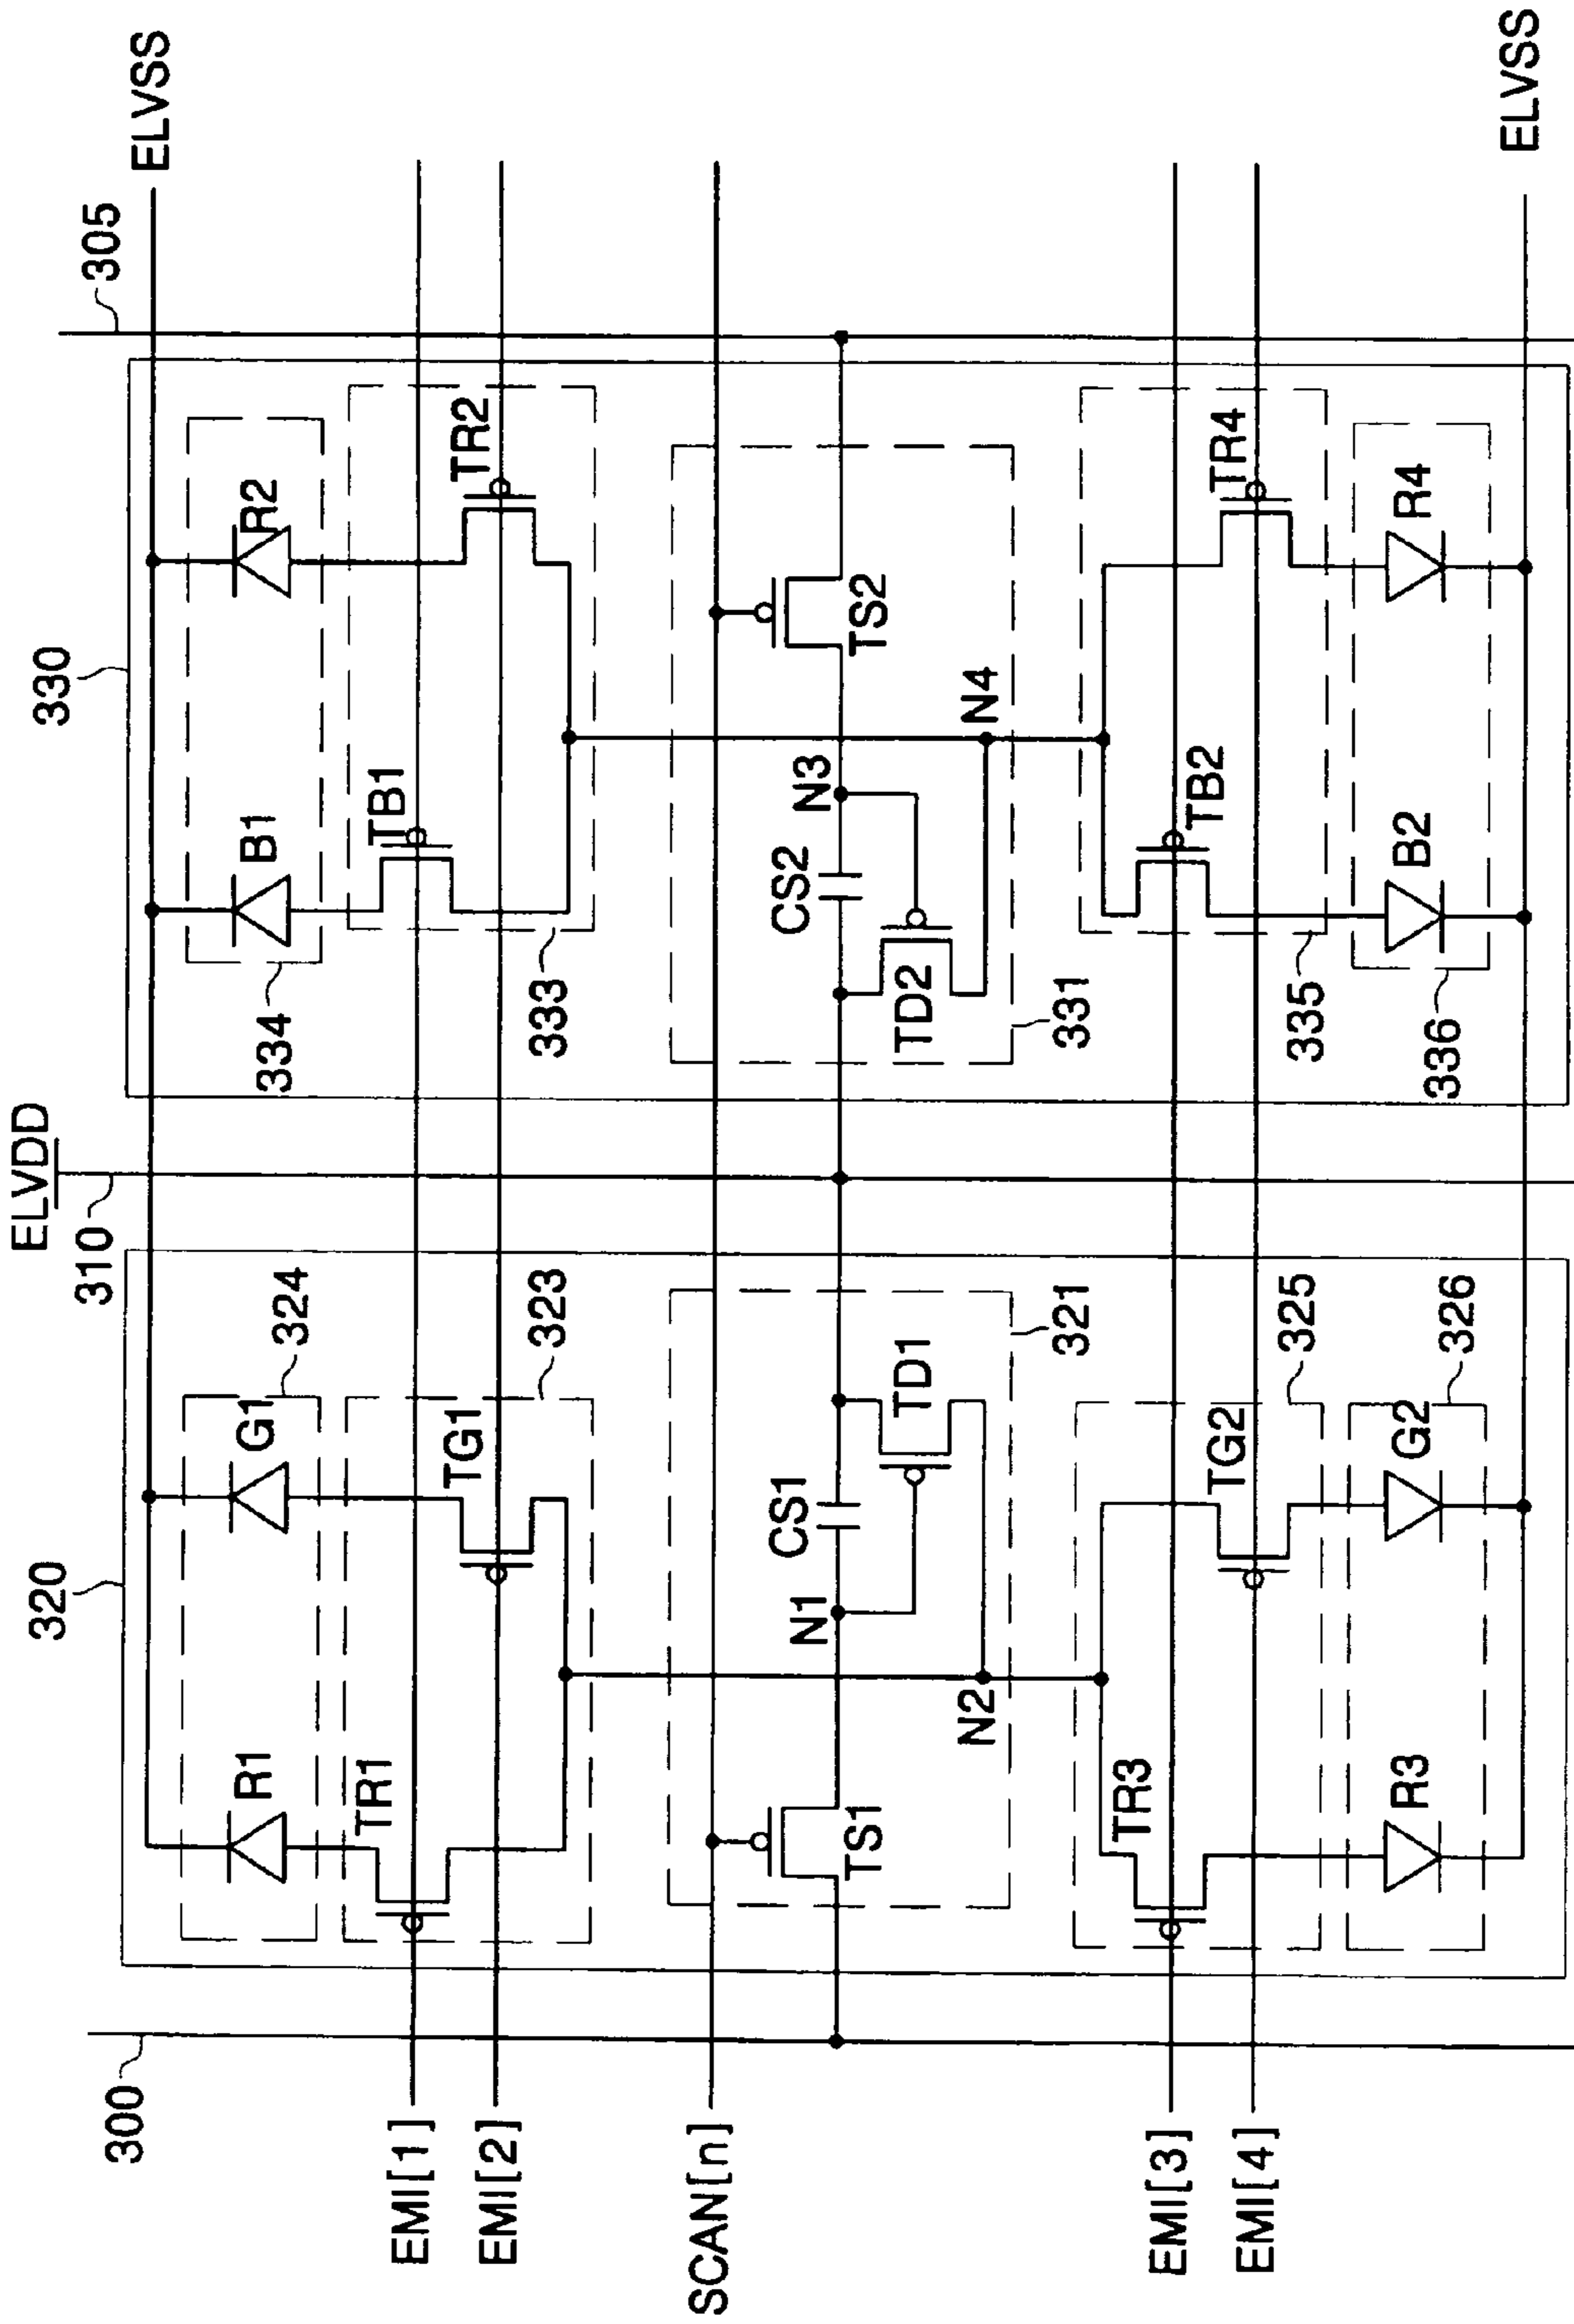 ELVDD
320
330
300
310
305
ELVSS
R1
G1
B1
R2
324
334
EMI[1]
TR1
TB1
EMI[2]
TG1
TR2
323
333
SCAN[n]
CS1
CS2
N1
N3
TS1
TD1
TD2
TS2
N2
N4
321
331
EMI[3]
TR3
TB2
EMI[4]
TG2
TR4
325
335
R3
G2
B2
R4
326
336
ELVSS